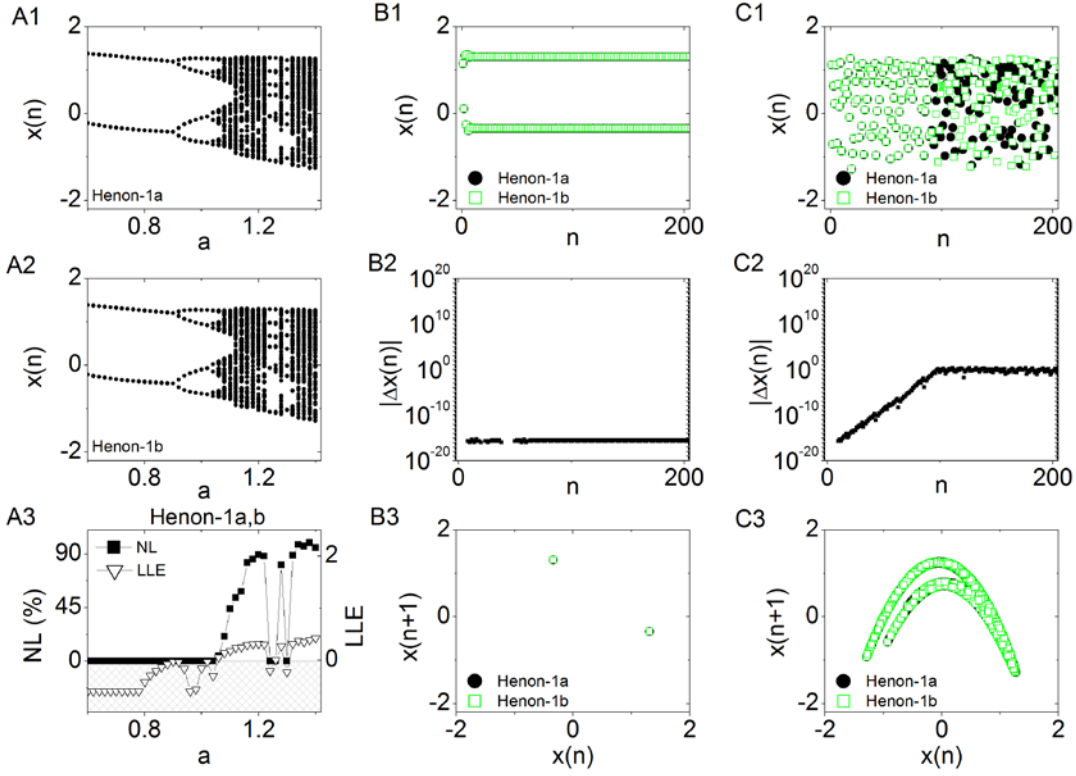 A1
x(n)
2
0
-2
Henon-1a
0.8
1.2
a
B1
x(n)
2
0
-2
Henon-1a
Henon-1b
0
200
n
C1
x(n)
2
0
-2
Henon-1a
Henon-1b
0
200
n
A2
x(n)
2
0
-2
Henon-1b
0.8
1.2
a
B2
|Δx(n)|
10^20
10^10
10^0
10^-10
10^-20
0
200
n
C2
|Δx(n)|
10^20
10^10
10^0
10^-10
10^-20
0
200
n
A3
Henon-1a,b
NL (%)
90
45
0
NL
LLE
2
0
LLE
0.8
1.2
a
B3
x(n+1)
2
0
-2
Henon-1a
Henon-1b
-2
0
2
x(n)
C3
x(n+1)
2
0
-2
Henon-1a
Henon-1b
-2
0
2
x(n)